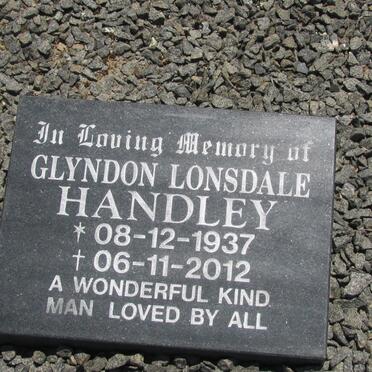 In Loving Memory of
GLYNDON LONSDALE
HANDLEY
* 08-12-1937
† 06-11-2012
A WONDERFUL KIND
MAN LOVED BY ALL